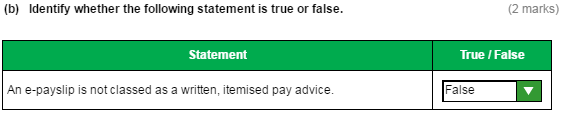 (b) Identify whether the following statement is true or false. (2 marks)
Statement True / False
An e-payslip is not classed as a written, itemised pay advice. False